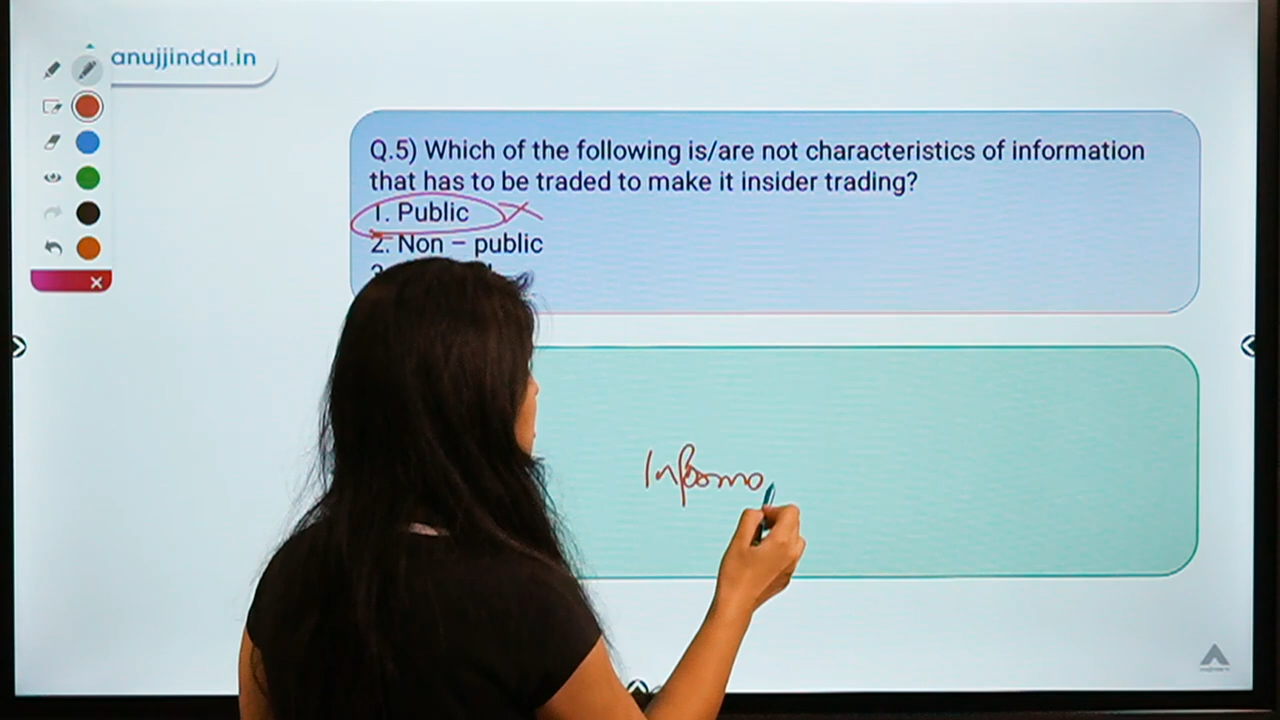 anujjindal.in
Q.5) Which of the following is/are not characteristics of information
that has to be traded to make it insider trading?
1. Public
2. Non – public
Informa